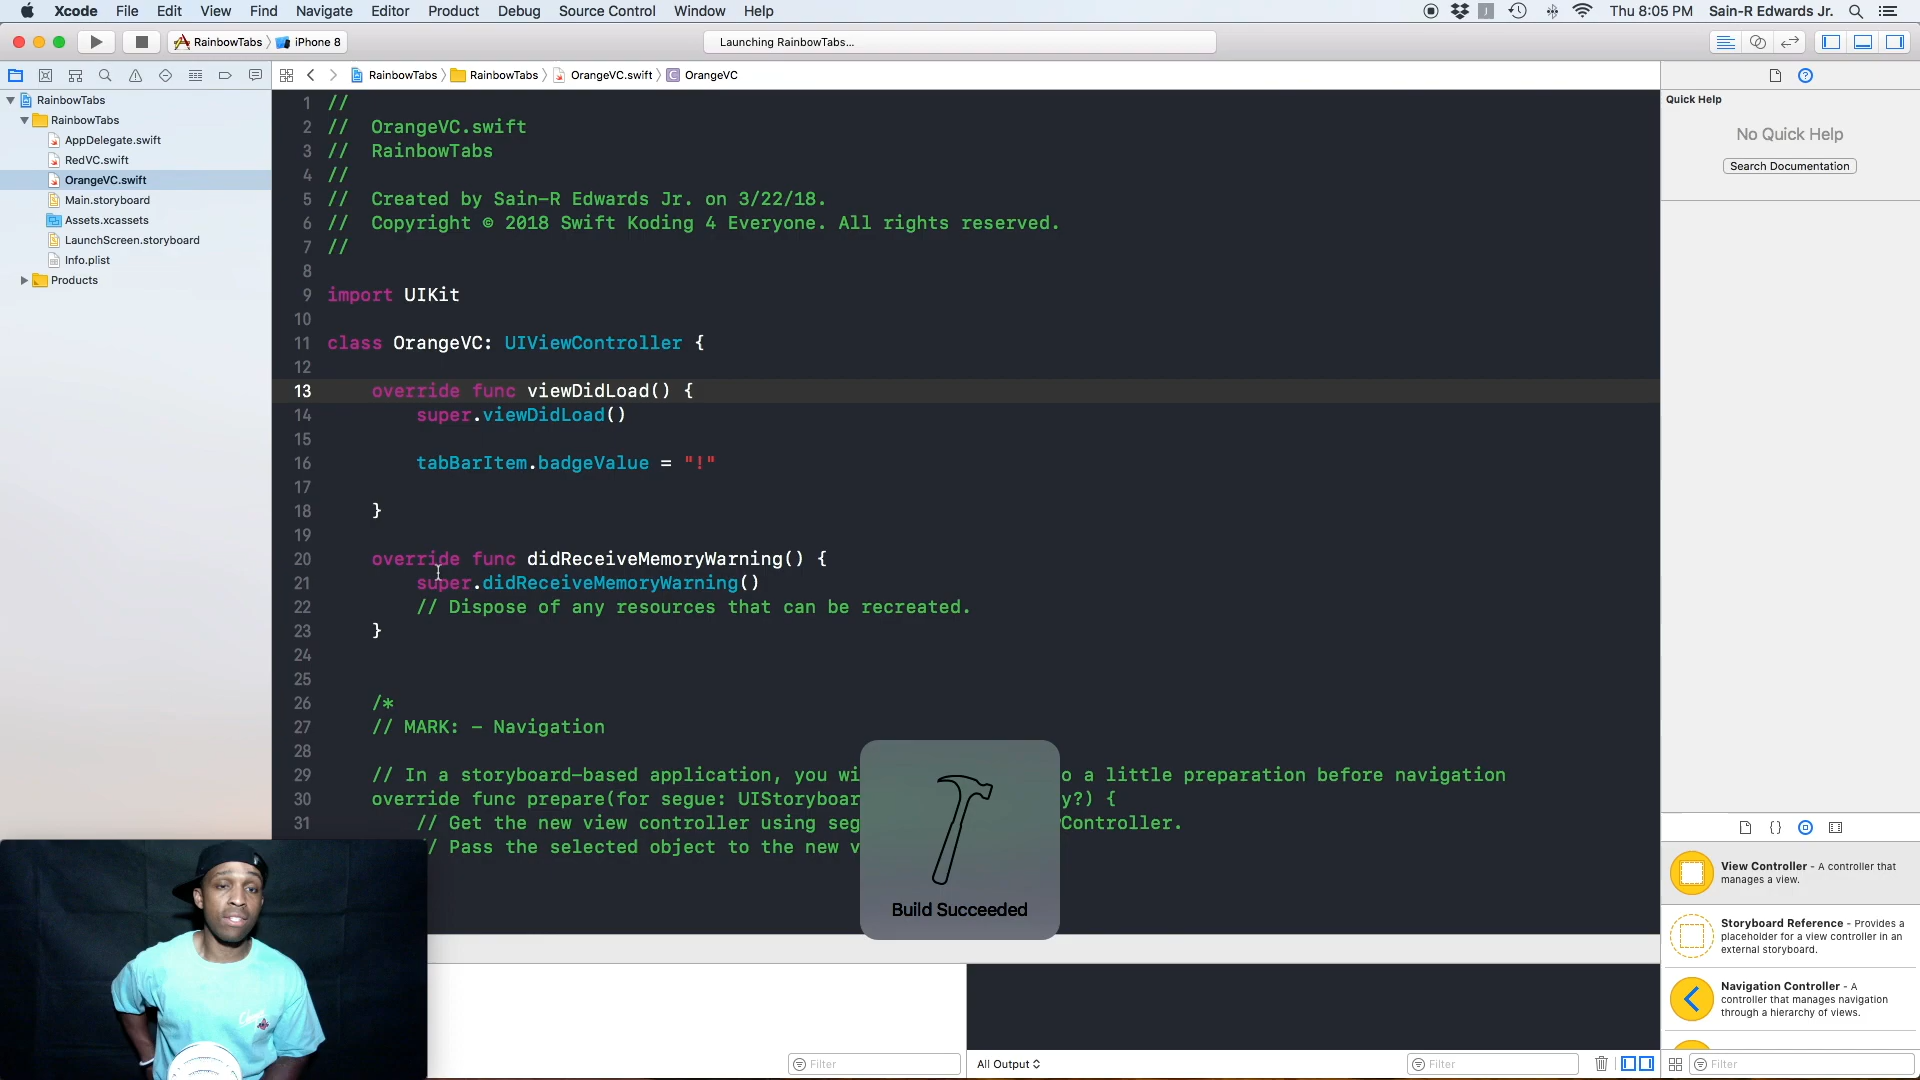 Xcode File Edit View Find Navigate Editor Product Debug Source Control Window Help
Thu 8:05 PM Sain-R Edwards Jr.
RainbowTabs iPhone 8
Launching RainbowTabs...
RainbowTabs RainbowTabs OrangeVC.swift OrangeVC
RainbowTabs
RainbowTabs
AppDelegate.swift
RedVC.swift
OrangeVC.swift
Main.storyboard
Assets.xcassets
LaunchScreen.storyboard
Info.plist
Products
1 //
2 // OrangeVC.swift
3 // RainbowTabs
4 //
5 // Created by Sain-R Edwards Jr. on 3/22/18.
6 // Copyright © 2018 Swift Koding 4 Everyone. All rights reserved.
7 //
8
9 import UIKit
10
11 class OrangeVC: UIViewController {
12
13 override func viewDidLoad() {
14 super.viewDidLoad()
15
16 tabBarItem.badgeValue = "!"
17
18 }
19
20 override func didReceiveMemoryWarning() {
21 super.didReceiveMemoryWarning()
22 // Dispose of any resources that can be recreated.
23 }
24
25
26 /*
27 // MARK: - Navigation
28
29 // In a storyboard-based application, you wi o a little preparation before navigation
30 override func prepare(for segue: UIStoryboar y?) {
31 // Get the new view controller using seg Controller.
/ Pass the selected object to the new v
Build Succeeded
Filter
All Output
Filter
Quick Help
No Quick Help
Search Documentation
View Controller - A controller that
manages a view.
Storyboard Reference - Provides a
placeholder for a view controller in an
external storyboard.
Navigation Controller - A
controller that manages navigation
through a hierarchy of views.
Filter